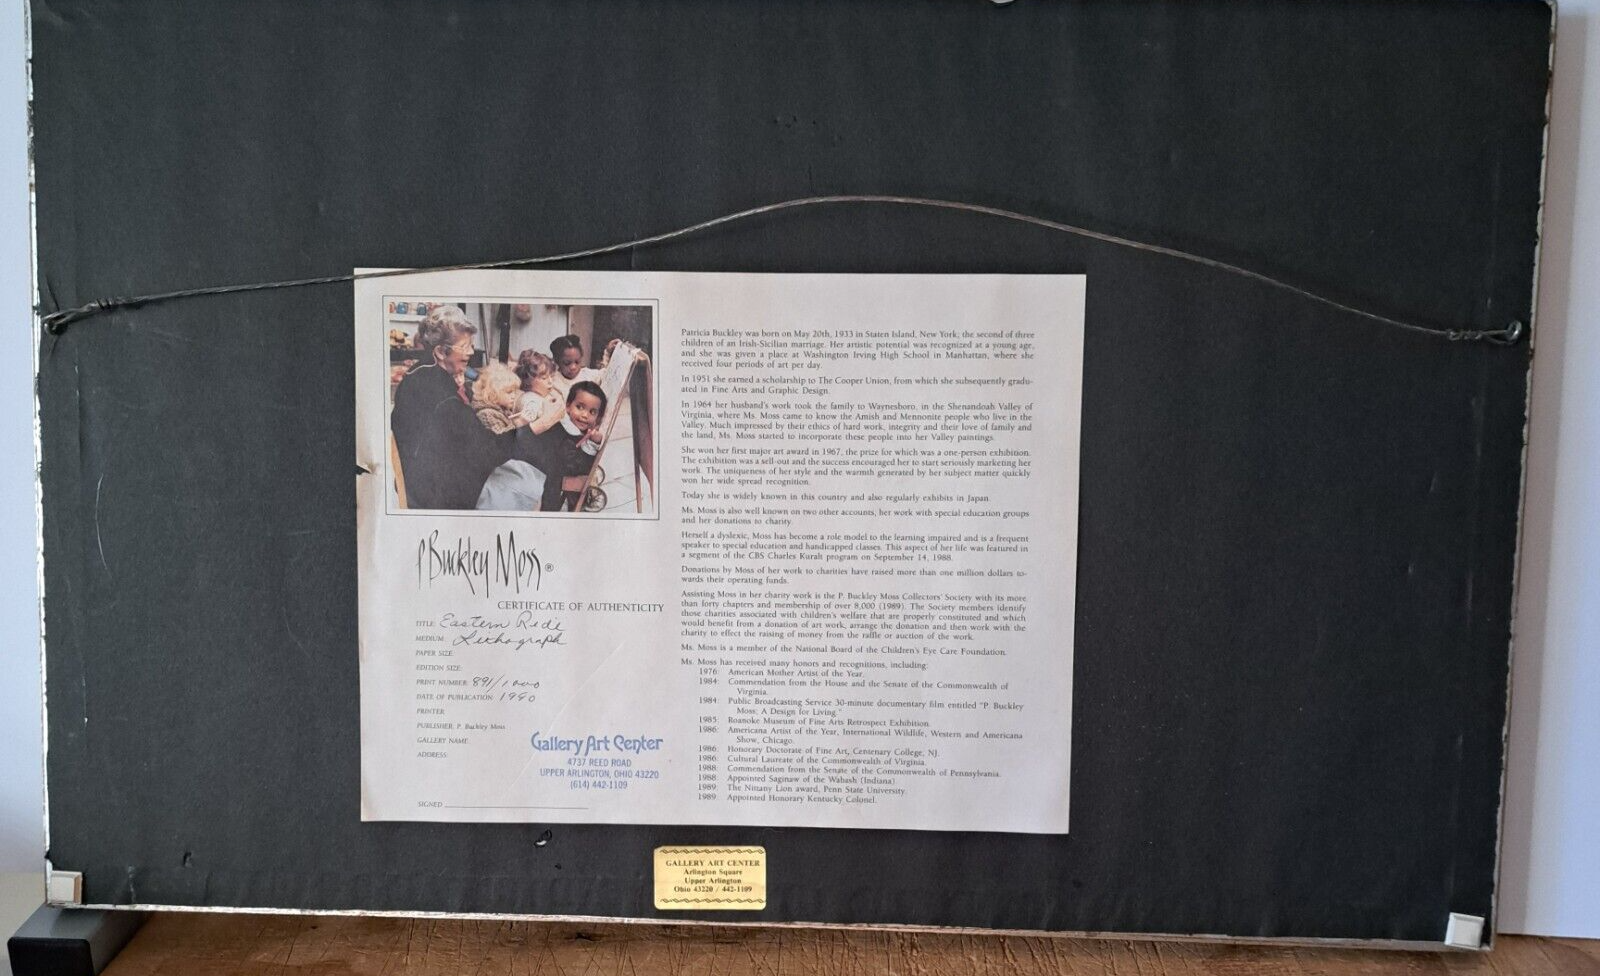 P Buckley Moss ®
CERTIFICATE OF AUTHENTICITY
TITLE: Eastern Ride
MEDIUM: Lithograph
PAPER SIZE:
EDITION SIZE:
PRINT NUMBER: 891/1000
DATE OF PUBLICATION: 1990
PRINTER:
PUBLISHER: P. Buckley Moss
GALLERY NAME:
ADDRESS:
Gallery Art Center
4737 REED ROAD
UPPER ARLINGTON, OHIO 43220
(614) 442-1109
SIGNED
Patricia Buckley was born on May 20th, 1933 in Staten Island, New York, the second of three
children of an Irish-Sicilian marriage. Her artistic potential was recognized at a young age,
and she was given a place at Washington Irving High School in Manhattan, where she
received four periods of art per day.
In 1951 she earned a scholarship to The Cooper Union, from which she subsequently gradu-
ated in Fine Arts and Graphic Design.
In 1964 her husband's work took the family to Waynesboro, in the Shenandoah Valley of
Virginia, where Ms. Moss came to know the Amish and Mennonite people who live in the
Valley. Much impressed by their ethics of hard work, integrity and their love of family and
the land, Ms. Moss started to incorporate these people into her Valley paintings.
She won her first major art award in 1967, the prize for which was a one-person exhibition.
The exhibition was a sell-out and the success encouraged her to start seriously marketing her
work. The uniqueness of her style and the warmth generated by her subject matter quickly
won her wide spread recognition.
Today she is widely known in this country and also regularly exhibits in Japan.
Ms. Moss is also well known on two other accounts, her work with special education groups
and her donations to charity.
Herself a dyslexic, Moss has become a role model to the learning impaired and is a frequent
speaker to special education and handicapped classes. This aspect of her life was featured in
a segment of the CBS Charles Kuralt program on September 14, 1988.
Donations by Moss of her work to charities have raised more than one million dollars to-
wards their operating funds.
Assisting Moss in her charity work is the P. Buckley Moss Collectors' Society with its more
than forty chapters and membership of over 8,000 (1989). The Society members identify
those charities associated with children's welfare that are properly constituted and which
would benefit from a donation of art work, arrange the donation and then work with the
charity to effect the raising of money from the raffle or auction of the work.
Ms. Moss is a member of the National Board of the Children's Eye Care Foundation.
Ms. Moss has received many honors and recognitions, including:
1976: American Mother Artist of the Year.
1984: Commendation from the House and the Senate of the Commonwealth of
Virginia.
1984: Public Broadcasting Service 30-minute documentary film entitled "P. Buckley
Moss; A Design for Living."
1985: Roanoke Museum of Fine Arts Retrospect Exhibition.
1986: Americana Artist of the Year, International Wildlife, Western and Americana
Show, Chicago.
1986: Honorary Doctorate of Fine Art, Centenary College, NJ.
1986: Cultural Laureate of the Commonwealth of Virginia.
1988: Commendation from the Senate of the Commonwealth of Pennsylvania.
1988: Appointed Saginaw of the Wabash (Indiana).
1989: The Nittany Lion award, Penn State University.
1989: Appointed Honorary Kentucky Colonel.
GALLERY ART CENTER
Arlington Square
Upper Arlington
Ohio 43220 / 442-1109